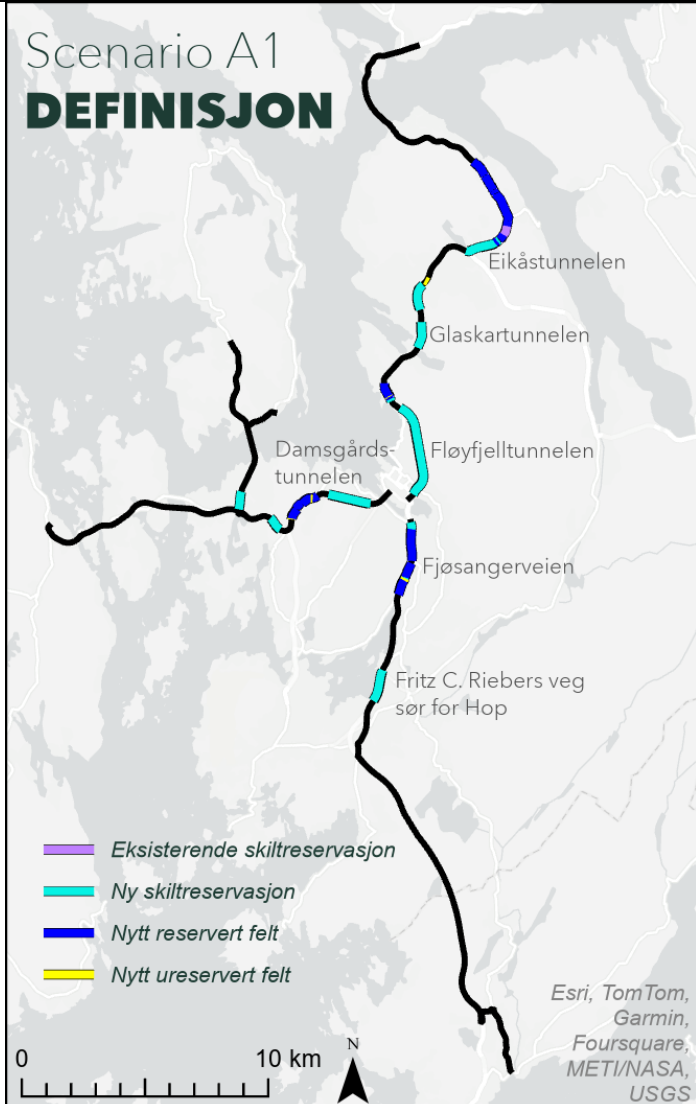 Scenario A1
DEFINISJON
Eikåstunnelen
Glaskartunnelen
Damsgårds-
tunnelen
Fløyfjelltunnelen
Fjøsangerveien
Fritz C. Riebers veg
sør for Hop
Eksisterende skiltreservasjon
Ny skiltreservasjon
Nytt reservert felt
Nytt ureservert felt
0 10 km
N
Esri, TomTom,
Garmin,
Foursquare,
METI/NASA,
USGS